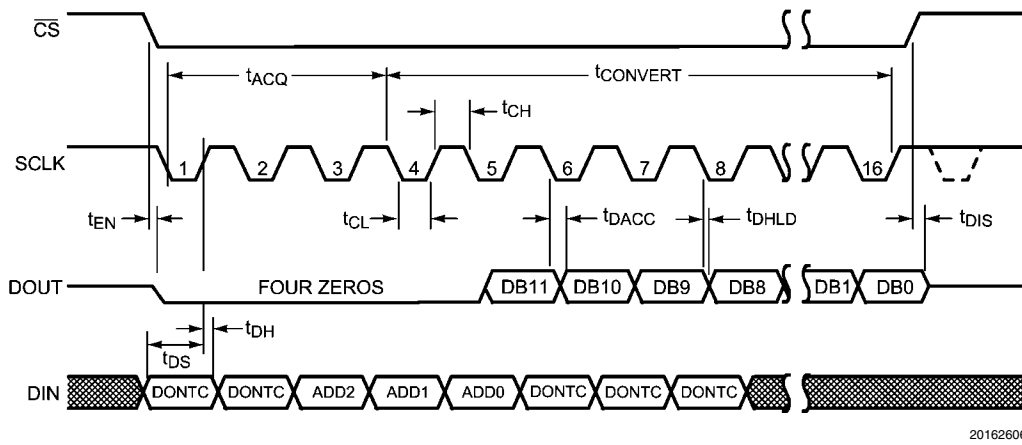 CS
tACQ
tCONVERT
tCH
SCLK 1 2 3 4 5 6 7 8 16
tEN
tCL
tDACC
tDHLD
tDIS
DOUT FOUR ZEROS DB11 DB10 DB9 DB8 DB1 DB0
tDH
tDS
DIN DONTC DONTC ADD2 ADD1 ADD0 DONTC DONTC DONTC
20162606